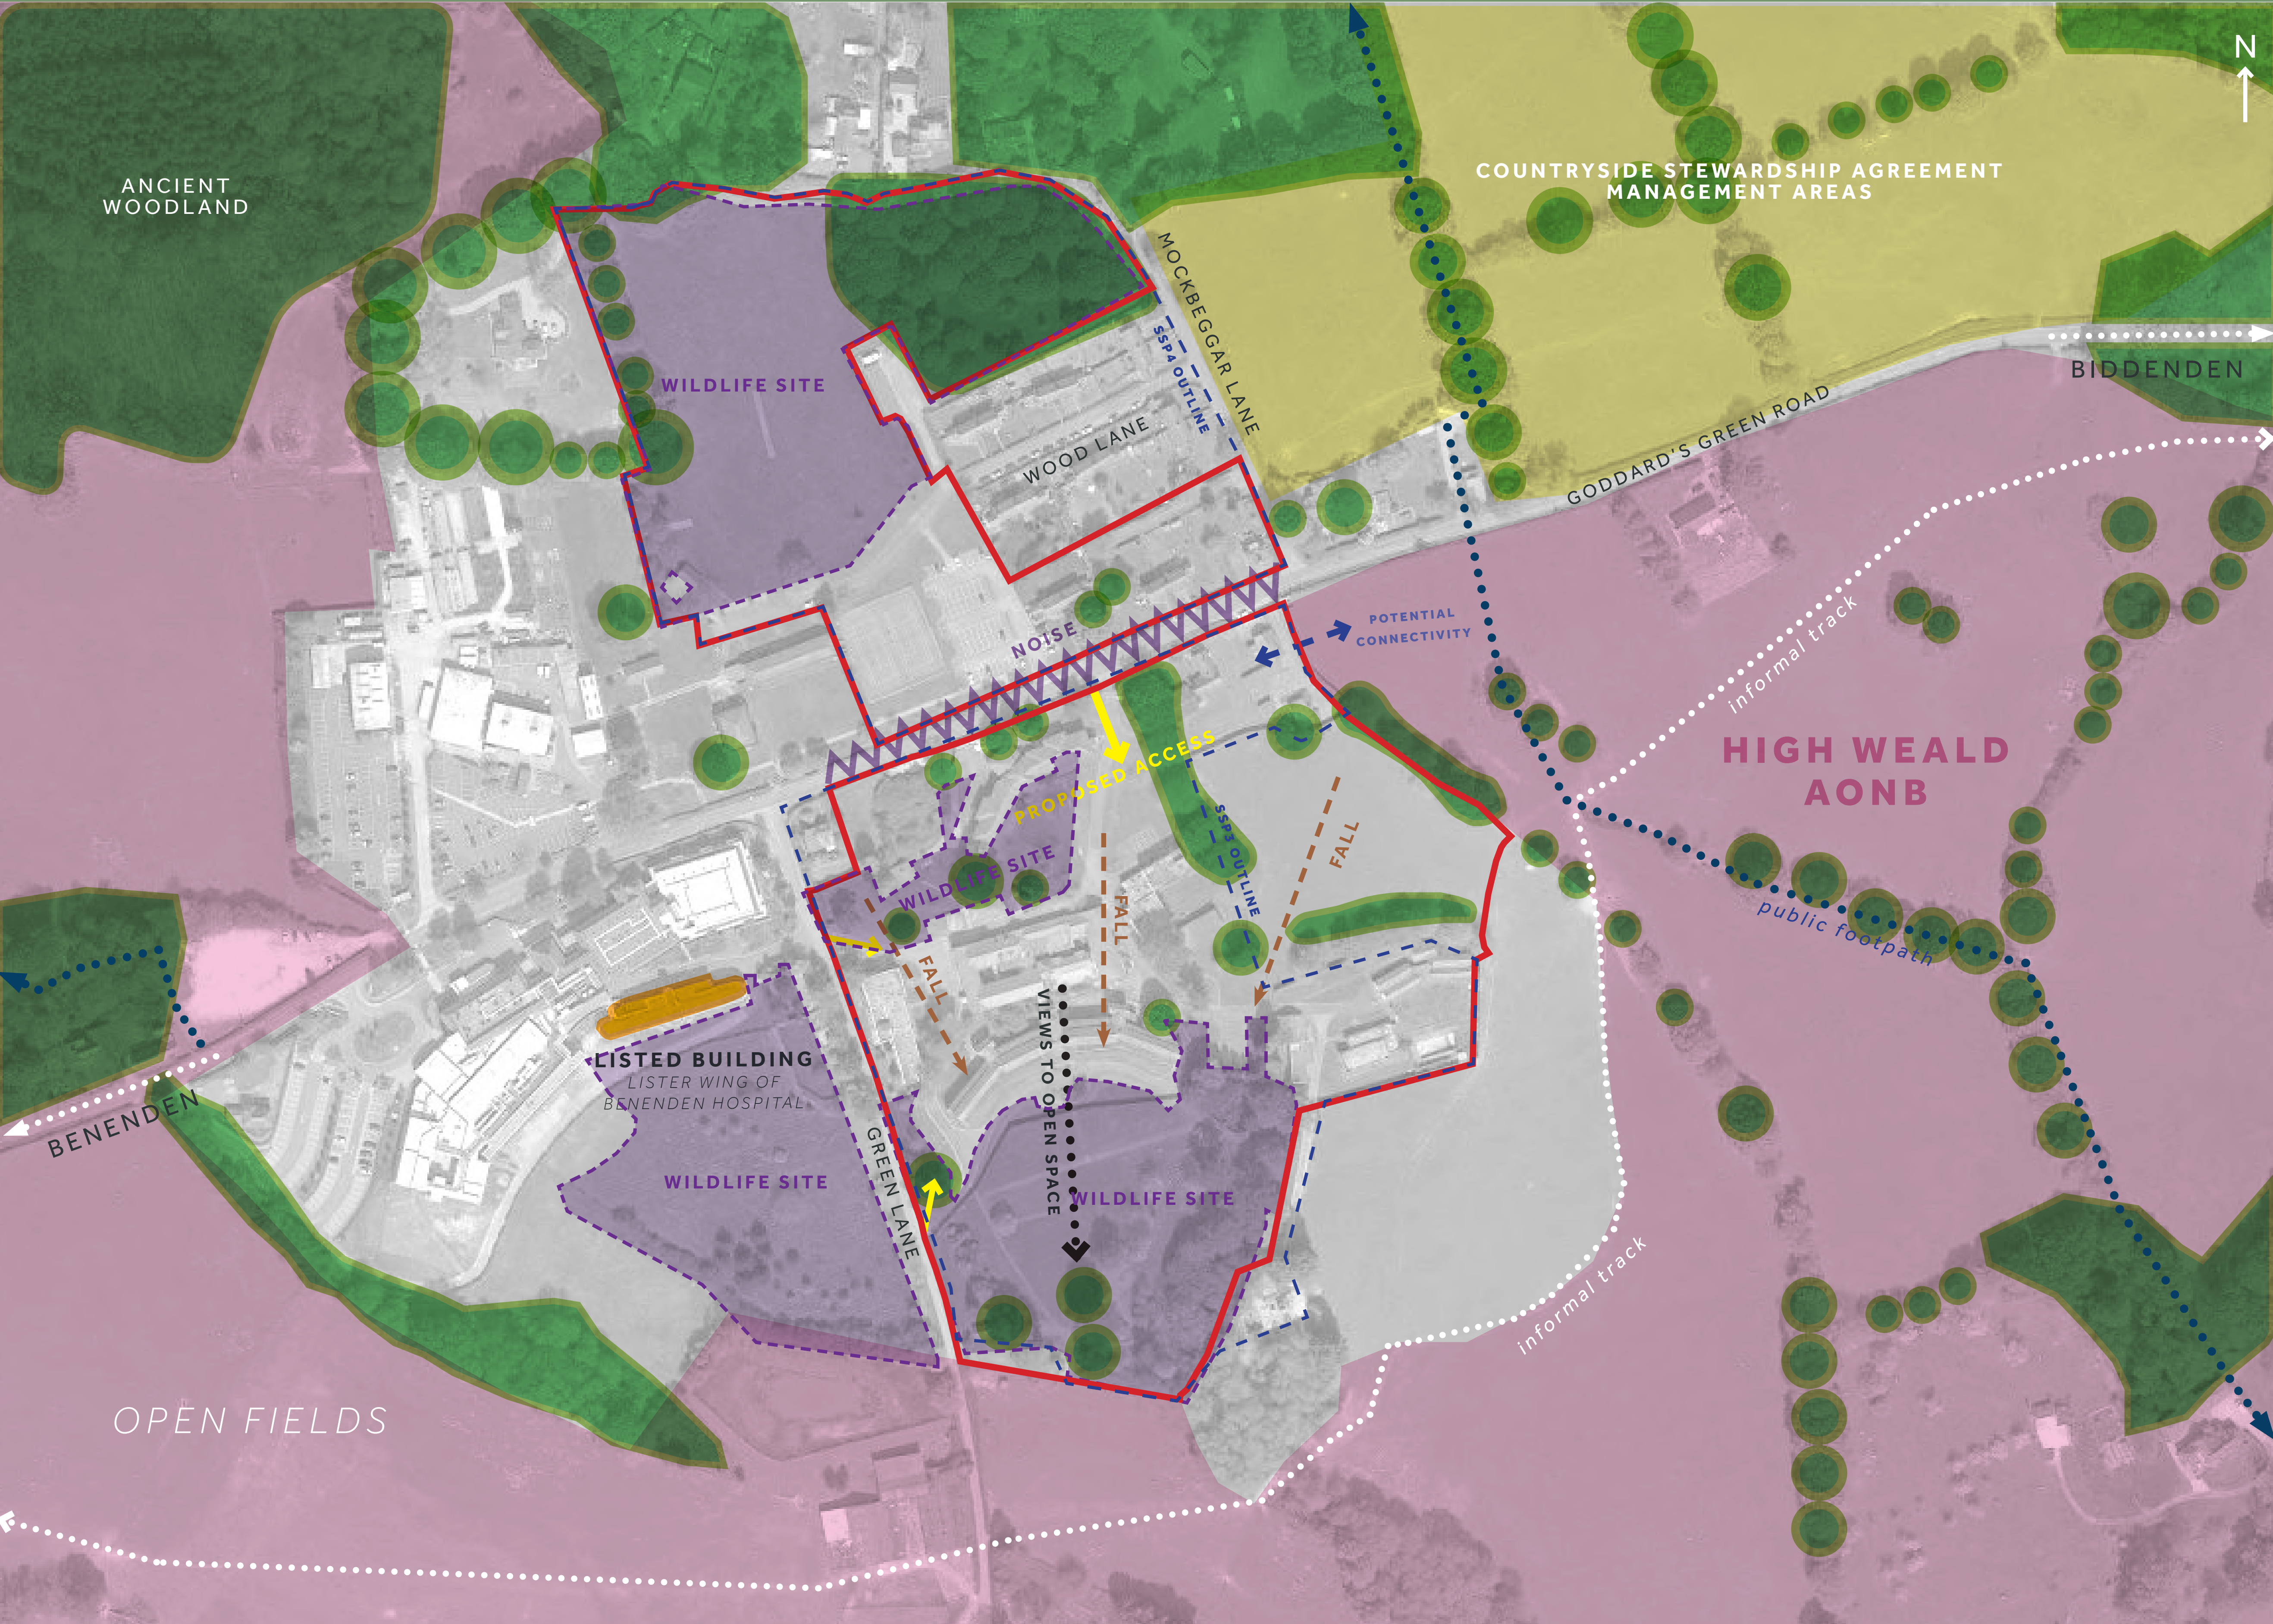 N
ANCIENT
WOODLAND
COUNTRYSIDE STEWARDSHIP AGREEMENT
MANAGEMENT AREAS
MOCKBEGGAR LANE
SSP4 OUTLINE
BIDDENDEN
WILDLIFE SITE
WOOD LANE
GODDARD'S GREEN ROAD
NOISE
POTENTIAL
CONNECTIVITY
informal track
HIGH WEALD
AONB
PROPOSED ACCESS
SSP3 OUTLINE
FALL
WILDLIFE SITE
FALL
FALL
public footpath
VIEWS TO OPEN SPACE
LISTED BUILDING
LISTER WING OF
BENENDEN HOSPITAL
BENENDEN
GREEN LANE
WILDLIFE SITE
WILDLIFE SITE
informal track
OPEN FIELDS